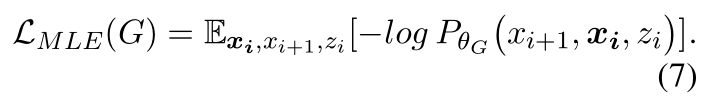 ℒ_{MLE}(G) = 𝔼_{𝒙_𝒊,x_{i+1},z_i}[−log P_{θ_G}(x_{i+1}, 𝒙_𝒊, z_i)].
(7)